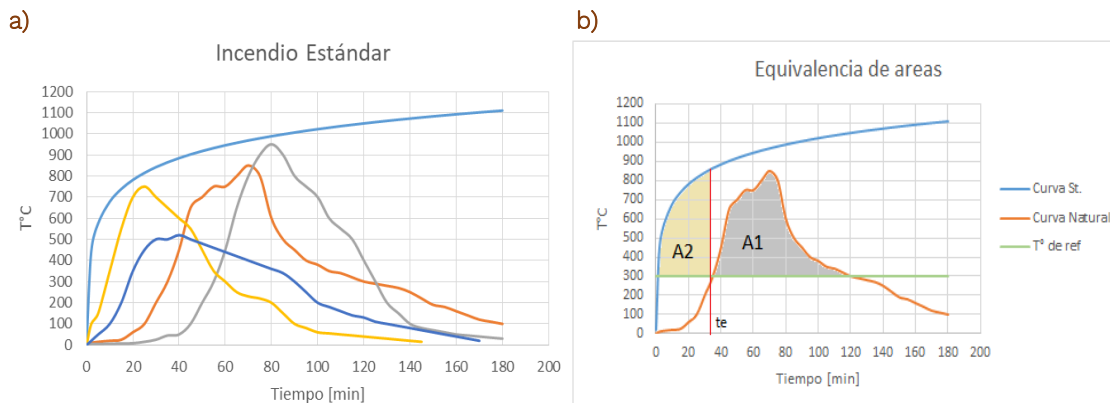 a)
Incendio Estándar
1200
1100
1000
900
800
700
600
500
400
300
200
100
0
T°C
0 20 40 60 80 100 120 140 160 180 200
Tiempo [min]
b)
Equivalencia de areas
1200
1100
1000
900
800
700
600
500
400
300
200
100
0
T°C
A2
A1
te
0 20 40 60 80 100 120 140 160 180 200
Tiempo [min]
Curva St.
Curva Natural
T° de ref